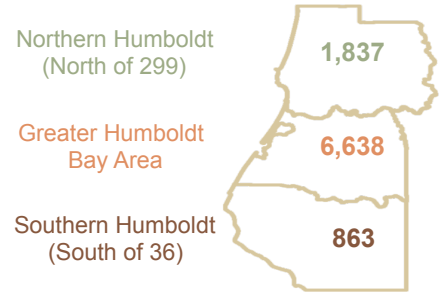 Northern Humboldt
(North of 299)
1,837
Greater Humboldt
Bay Area
6,638
Southern Humboldt
(South of 36)
863